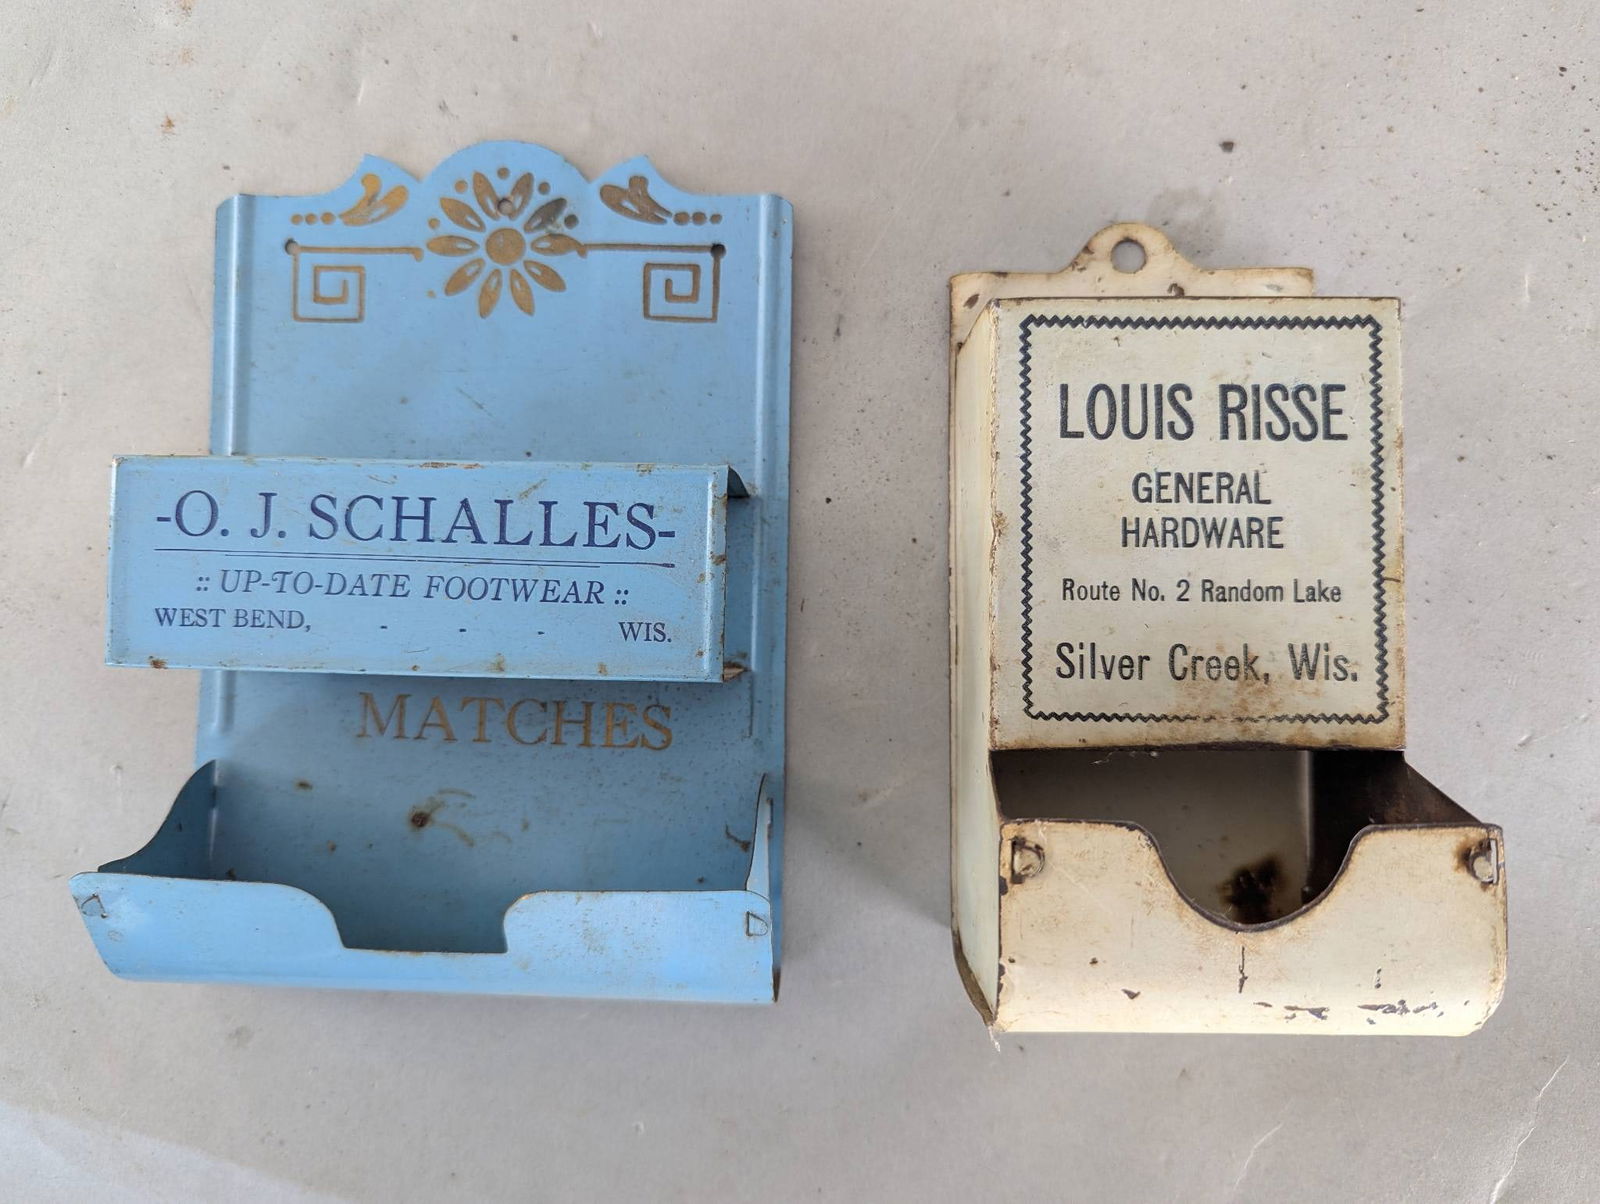 -O. J. SCHALLES-
:: UP-TO-DATE FOOTWEAR ::
WEST BEND, - - - WIS.
MATCHES
LOUIS RISSE
GENERAL
HARDWARE
Route No. 2 Random Lake
Silver Creek, Wis.